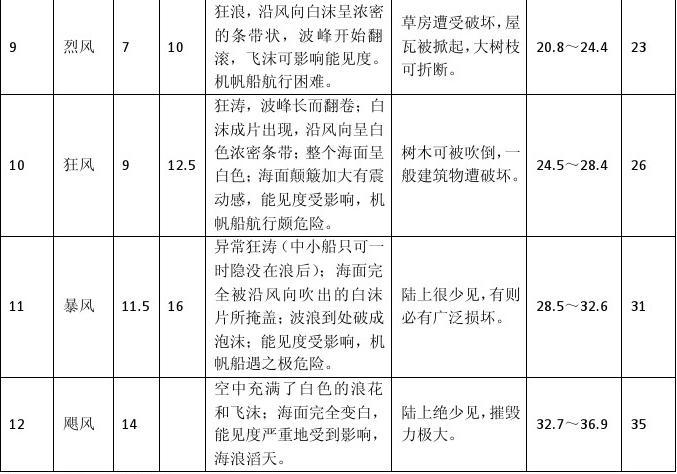 9
烈风
7
10
狂浪，沿风向白沫呈浓密
的条带状，波峰开始翻
滚，飞沫可影响能见度。
机帆船航行困难。
草房遭受破坏，屋
瓦被掀起，大树枝
可折断。
20.8～24.4
23
10
狂风
9
12.5
狂涛，波峰长而翻卷；白
沫成片出现，沿风向呈白
色浓密条带；整个海面呈
白色；海面颠簸加大有震
动感，能见度受影响，机
帆船航行颇危险。
树木可被吹倒，一
般建筑物遭破坏。
24.5～28.4
26
11
暴风
11.5
16
异常狂涛（中小船只可一
时隐没在浪后）；海面完
全被沿风向吹出的白沫
片所掩盖；波浪到处破成
泡沫；能见度受影响，机
帆船遇之极危险。
陆上很少见，有则
必有广泛损坏。
28.5～32.6
31
12
飓风
14
空中充满了白色的浪花
和飞沫；海面完全变白，
能见度严重地受到影响，
海浪滔天。
陆上绝少见，摧毁
力极大。
32.7～36.9
35